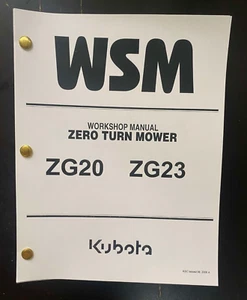 WSM
WORKSHOP MANUAL
ZERO TURN MOWER
ZG20 ZG23
Kubota